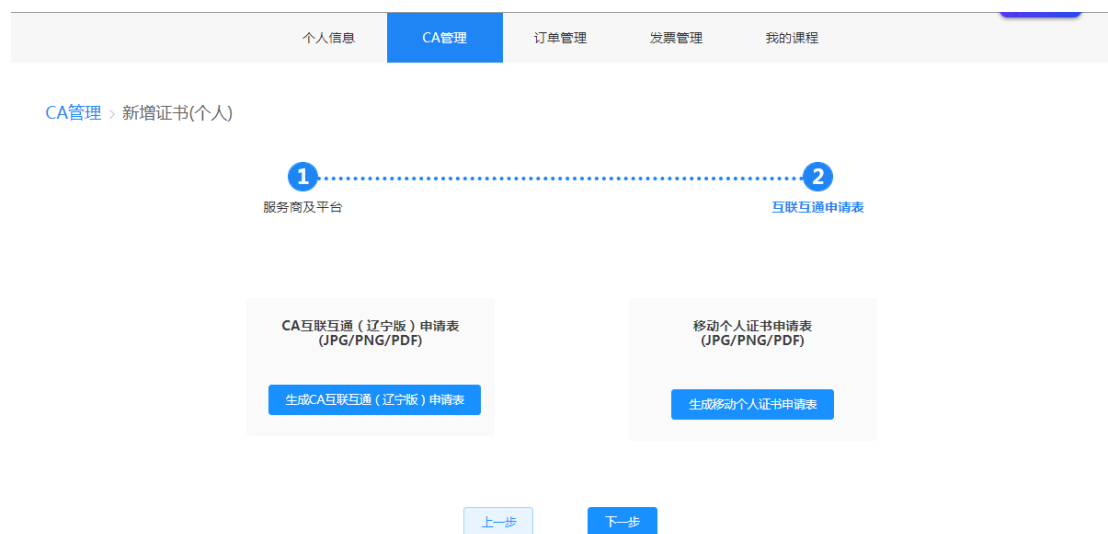 个人信息 CA管理 订单管理 发票管理 我的课程
CA管理 > 新增证书(个人)
1 2
服务商及平台 互联互通申请表
CA互联互通（辽宁版）申请表
(JPG/PNG/PDF)
生成CA互联互通（辽宁版）申请表
移动个人证书申请表
(JPG/PNG/PDF)
生成移动个人证书申请表
上一步 下一步